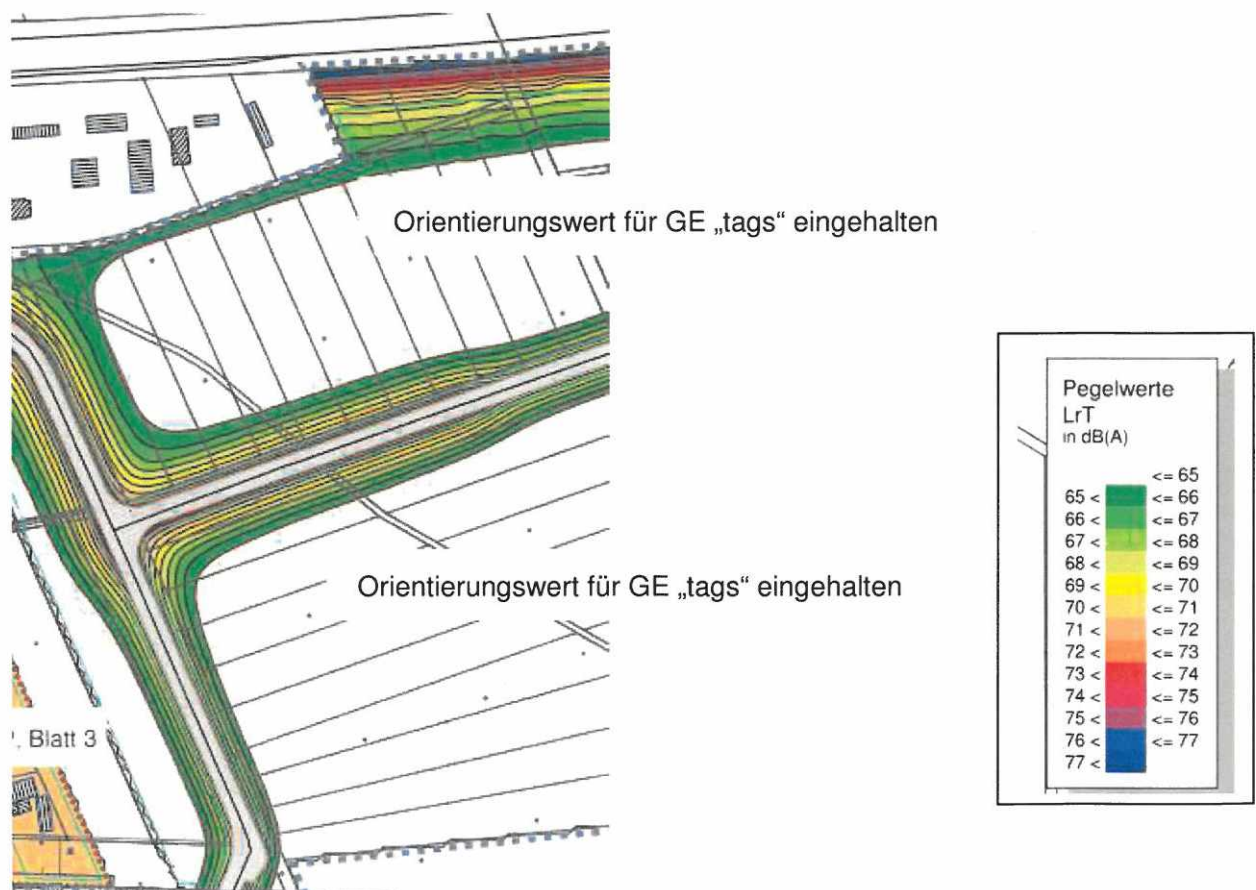 Orientierungswert für GE „tags“ eingehalten
Orientierungswert für GE „tags“ eingehalten
, Blatt 3
Pegelwerte
LrT
in dB(A)
<= 65
65 < <= 66
66 < <= 67
67 < <= 68
68 < <= 69
69 < <= 70
70 < <= 71
71 < <= 72
72 < <= 73
73 < <= 74
74 < <= 75
75 < <= 76
76 < <= 77
77 <